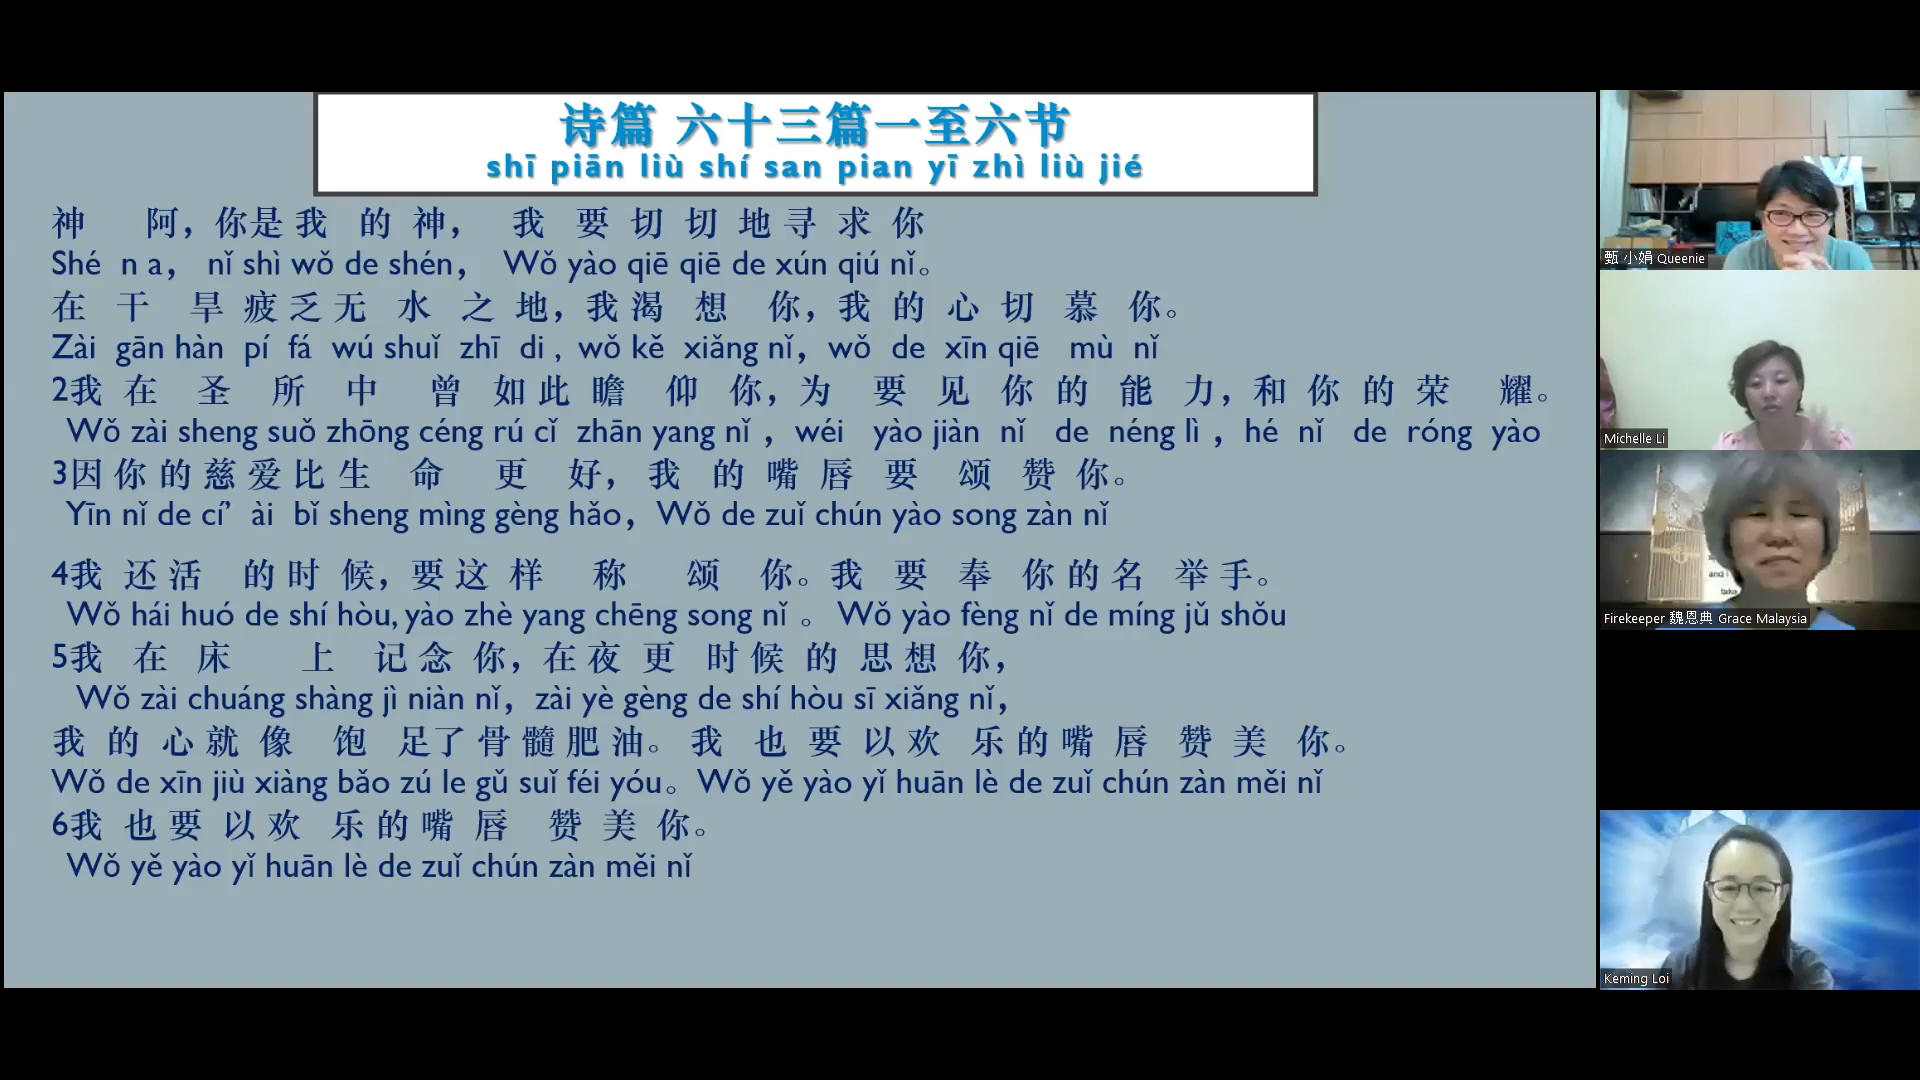 诗篇 六十三篇一至六节
shī piān liù shí san pian yī zhì liù jié
神 阿，你是我 的 神， 我 要 切 切 地 寻 求 你
Shé n a， nǐ shì wǒ de shén， Wǒ yào qiē qiē de xún qiú nǐ。
在 干 旱 疲乏无 水 之 地，我 渴 想 你，我 的 心 切 慕 你。
Zài gān hàn pí fá wú shuǐ zhī di , wǒ kě xiǎng nǐ，wǒ de xīn qiē mù nǐ
2我 在 圣 所 中 曾 如 此 瞻 仰 你，为 要 见 你 的 能 力，和 你 的 荣 耀。
Wǒ zài sheng suǒ zhōng céng rú cǐ zhān yang nǐ , wéi yào jiàn nǐ de néng lì , hé nǐ de róng yào
3因 你 的 慈 爱 比 生 命 更 好， 我 的 嘴 唇 要 颂 赞 你。
Yīn nǐ de cí’ ài bǐ sheng mìng gèng hǎo， Wǒ de zuǐ chún yào song zàn nǐ
4我 还 活 的 时 候，要 这 样 称 颂 你。我 要 奉 你 的 名 举 手。
Wǒ hái huó de shí hòu, yào zhè yang chēng song nǐ 。 Wǒ yào fèng nǐ de míng jǔ shǒu
5我 在 床 上 记 念 你，在 夜 更 时 候 的 思 想 你，
Wǒ zài chuáng shàng jì niàn nǐ，zài yè gèng de shí hòu sī xiǎng nǐ，
我 的 心 就 像 饱 足了 骨 髓 肥 油。 我 也 要 以 欢 乐 的 嘴 唇 赞 美 你。
Wǒ de xīn jiù xiàng bǎo zú le gǔ suǐ féi yóu。Wǒ yě yào yǐ huān lè de zuǐ chún zàn měi nǐ
6我 也 要 以 欢 乐 的 嘴 唇 赞 美 你。
Wǒ yě yào yǐ huān lè de zuǐ chún zàn měi nǐ
甄 小娟 Queenie
Michelle Li
and I
take
Firekeeper 魏恩典 Grace Malaysia
Keming Loi